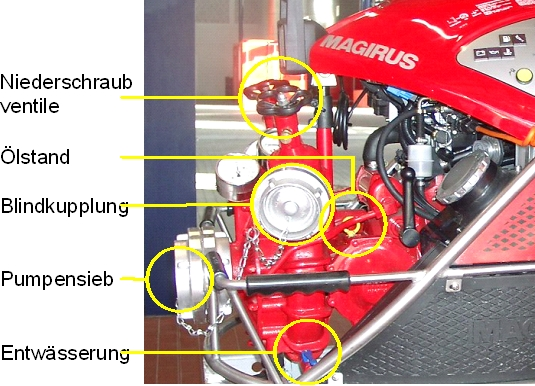 MAGIRUS
Niederschraub
ventile
Ölstand
Blindkupplung
Pumpensieb
Entwässerung